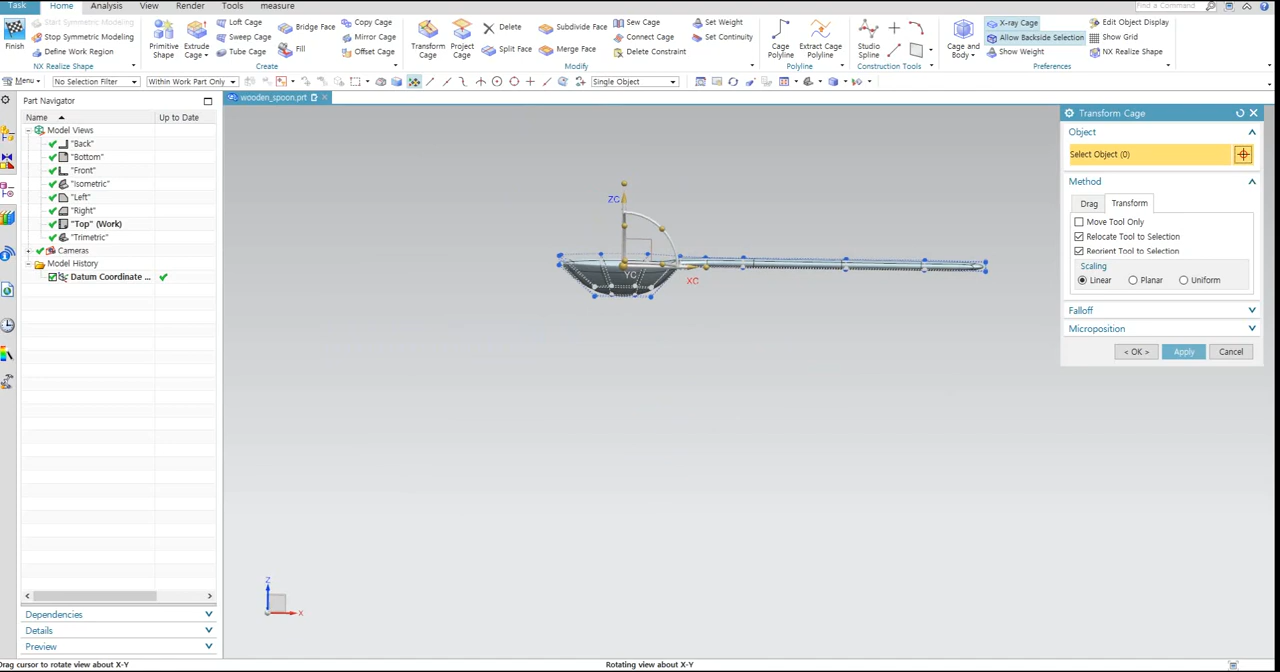 Task Home Analysis View Render Tools measure Find a Command
Finish
Start Symmetric Modeling
Stop Symmetric Modeling
Define Work Region
NX Realize Shape
Primitive Shape
Extrude Cage
Loft Cage
Sweep Cage
Tube Cage
Bridge Face
Fill
Copy Cage
Mirror Cage
Offset Cage
Create
Transform Cage
Project Cage
Delete
Split Face
Subdivide Face
Merge Face
Sew Cage
Connect Cage
Delete Constraint
Set Weight
Set Continuity
Modify
Cage Polyline
Extract Cage Polyline
Polyline
Studio Spline
Construction Tools
Cage and Body
X-ray Cage
Allow Backside Selection
Show Weight
Edit Object Display
Show Grid
NX Realize Shape
Preferences
Menu No Selection Filter Within Work Part Only Single Object
Part Navigator
wooden_spoon.prt
Name Up to Date
Model Views
"Back"
"Bottom"
"Front"
"Isometric"
"Left"
"Right"
"Top" (Work)
"Trimetric"
Cameras
Model History
Datum Coordinate ...
Dependencies
Details
Preview
ZC
YC
XC
Z
X
Transform Cage
Object
Select Object (0)
Method
Drag Transform
Move Tool Only
Relocate Tool to Selection
Reorient Tool to Selection
Scaling
Linear Planar Uniform
Falloff
Microposition
< OK > Apply Cancel
Drag cursor to rotate view about X-Y
Rotating view about X-Y